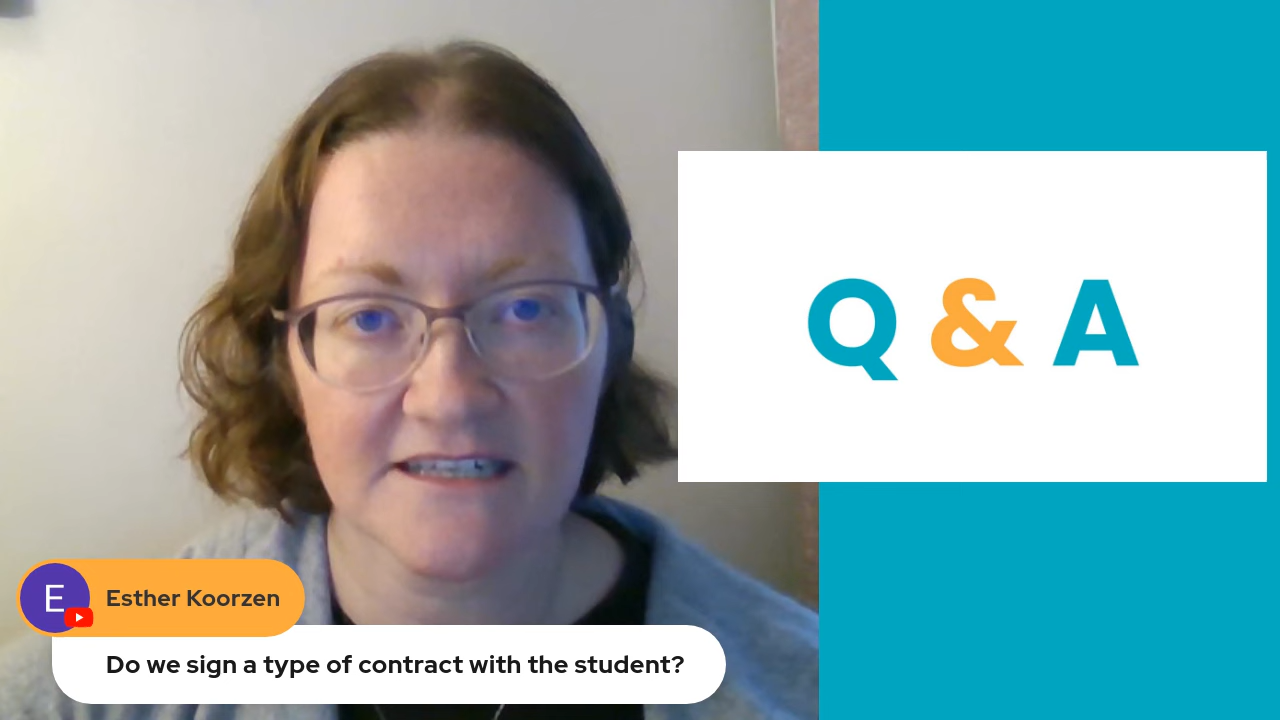 Q & A
E
Esther Koorzen
Do we sign a type of contract with the student?